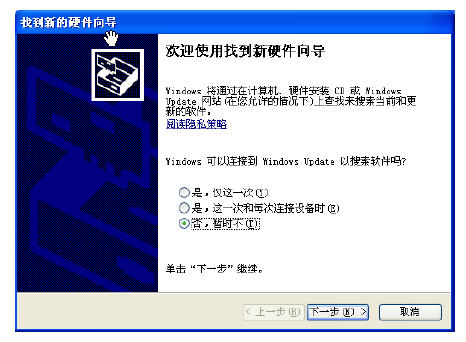 找到新的硬件向导
欢迎使用找到新硬件向导
Windows 将通过在计算机、硬件安装 CD 或 Windows
Update 网站(在您允许的情况下)上查找来搜索当前和更
新的软件。
阅读隐私策略
Windows 可以连接到 Windows Update 以搜索软件吗?
是，仅这一次(Y)
是，这一次和每次连接设备时(E)
否，暂时不(T)
单击“下一步”继续。
< 上一步(B) 下一步(N) > 取消